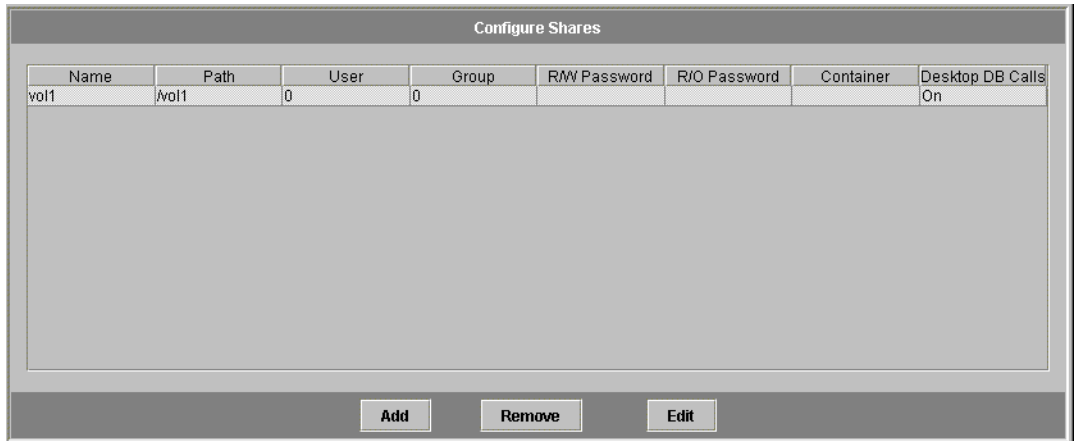 Configure Shares
Name Path User Group R/W Password R/O Password Container Desktop DB Calls
vol1 /vol1 0 0 On
Add Remove Edit